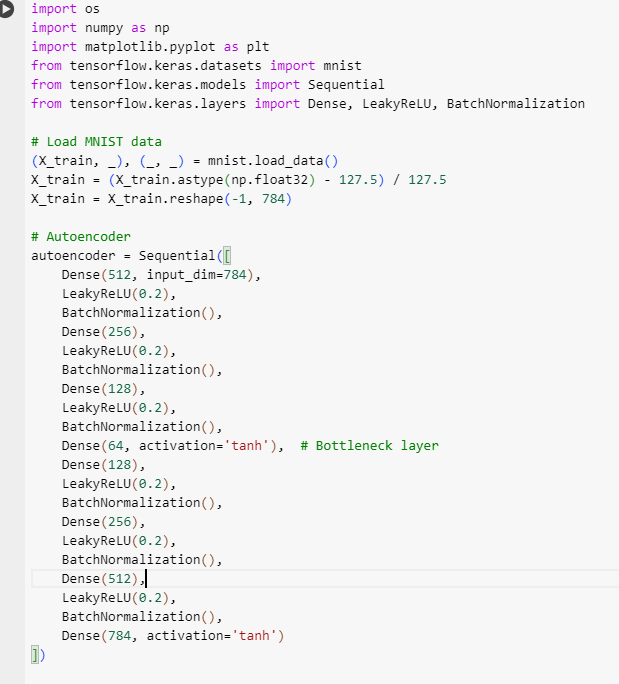 import os
import numpy as np
import matplotlib.pyplot as plt
from tensorflow.keras.datasets import mnist
from tensorflow.keras.models import Sequential
from tensorflow.keras.layers import Dense, LeakyReLU, BatchNormalization

# Load MNIST data
(X_train, _), (_, _) = mnist.load_data()
X_train = (X_train.astype(np.float32) - 127.5) / 127.5
X_train = X_train.reshape(-1, 784)

# Autoencoder
autoencoder = Sequential([
    Dense(512, input_dim=784),
    LeakyReLU(0.2),
    BatchNormalization(),
    Dense(256),
    LeakyReLU(0.2),
    BatchNormalization(),
    Dense(128),
    LeakyReLU(0.2),
    BatchNormalization(),
    Dense(64, activation='tanh'),  # Bottleneck layer
    Dense(128),
    LeakyReLU(0.2),
    BatchNormalization(),
    Dense(256),
    LeakyReLU(0.2),
    BatchNormalization(),
    Dense(512),
    LeakyReLU(0.2),
    BatchNormalization(),
    Dense(784, activation='tanh')
])